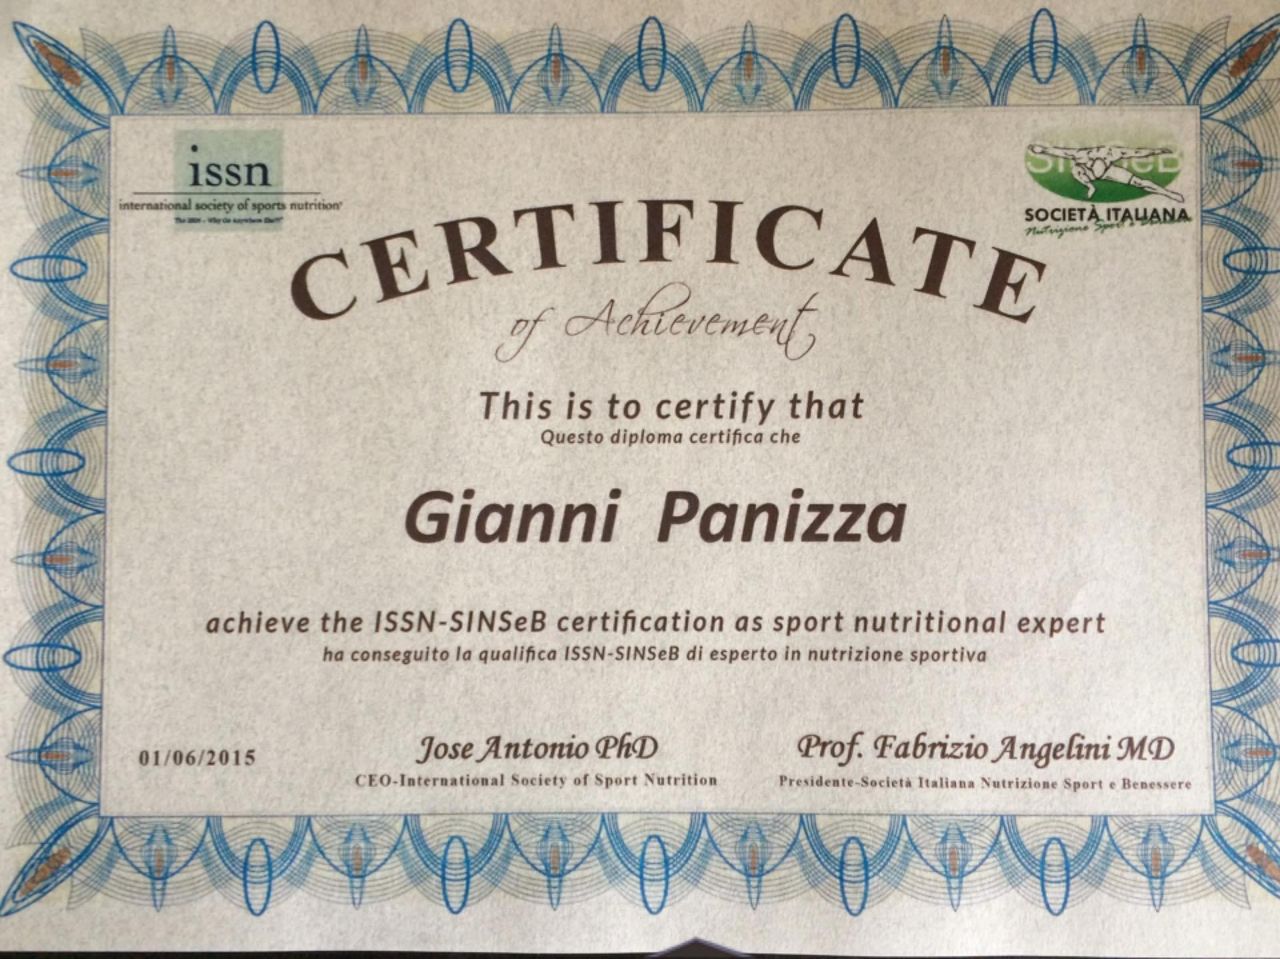 issn
international society of sports nutrition
SINSeB
SOCIETÀ ITALIANA
Nutrizione Sport e
CERTIFICATE
of Achievement
This is to certify that
Questo diploma certifica che
Gianni Panizza
achieve the ISSN-SINSeB certification as sport nutritional expert
ha conseguito la qualifica ISSN-SINSeB di esperto in nutrizione sportiva
01/06/2015
Jose Antonio PhD
CEO-International Society of Sport Nutrition
Prof. Fabrizio Angelini MD
Presidente-Società Italiana Nutrizione Sport e Benessere